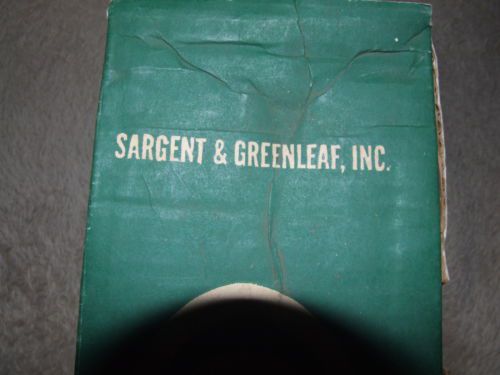 SARGENT & GREENLEAF, INC.